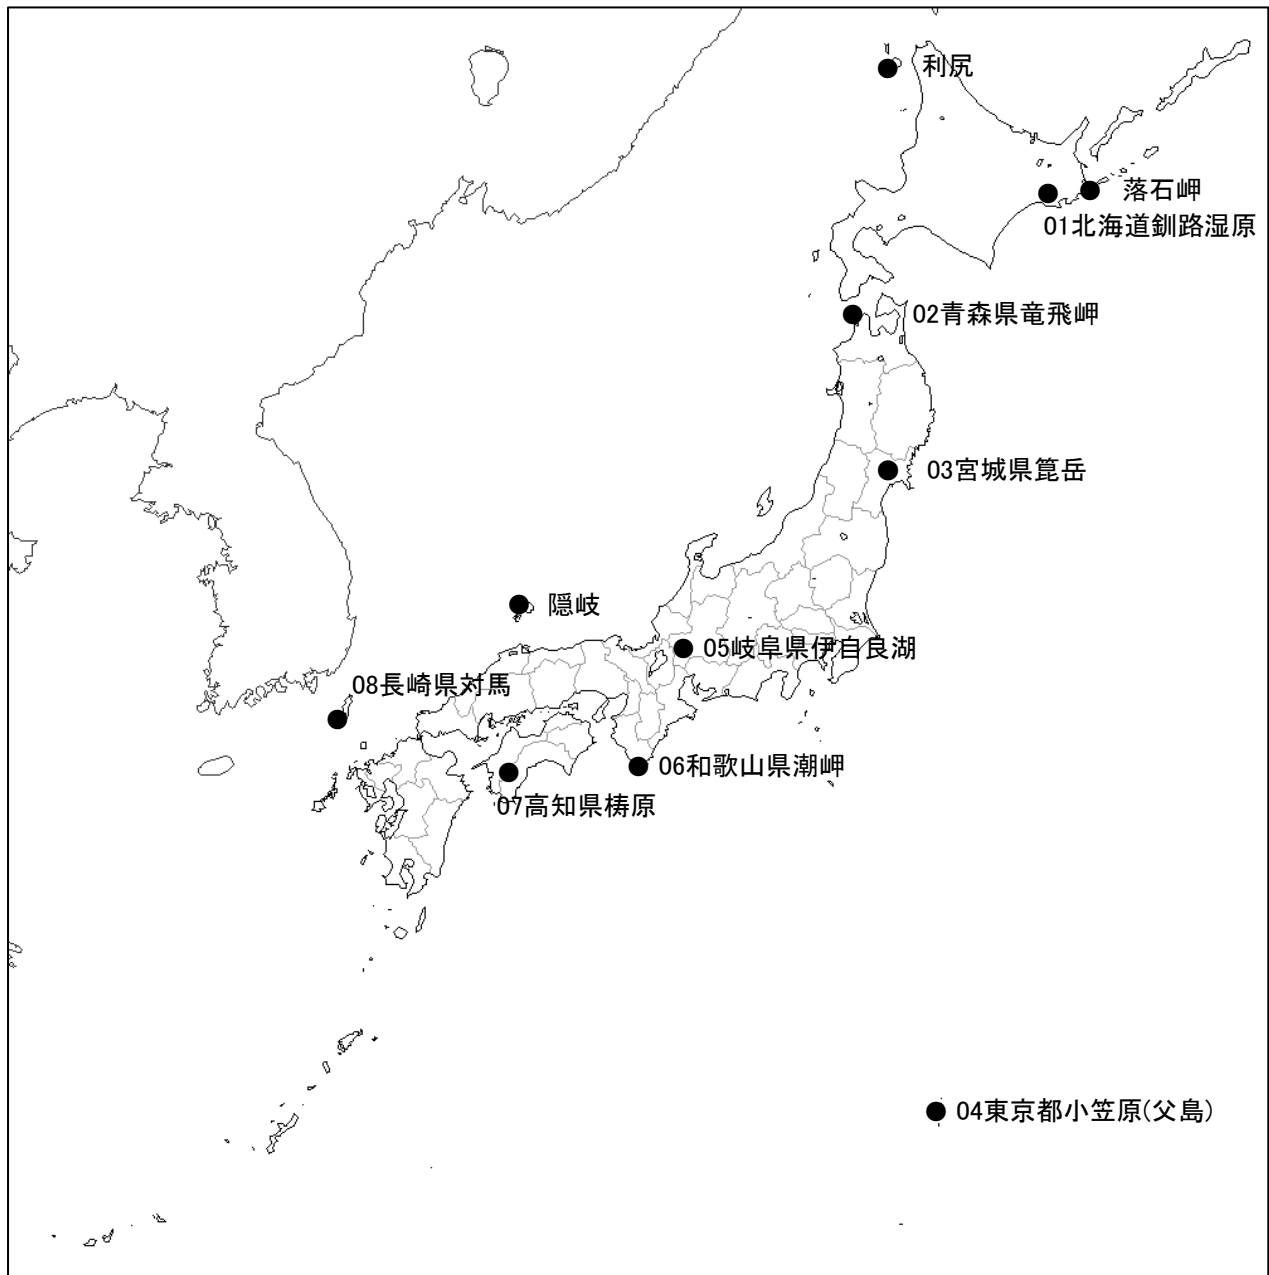 利尻
落石岬
01北海道釧路湿原
02青森県竜飛岬
03宮城県箆岳
隠岐
05岐阜県伊自良湖
08長崎県対馬
06和歌山県潮岬
07高知県梼原
04東京都小笠原(父島)